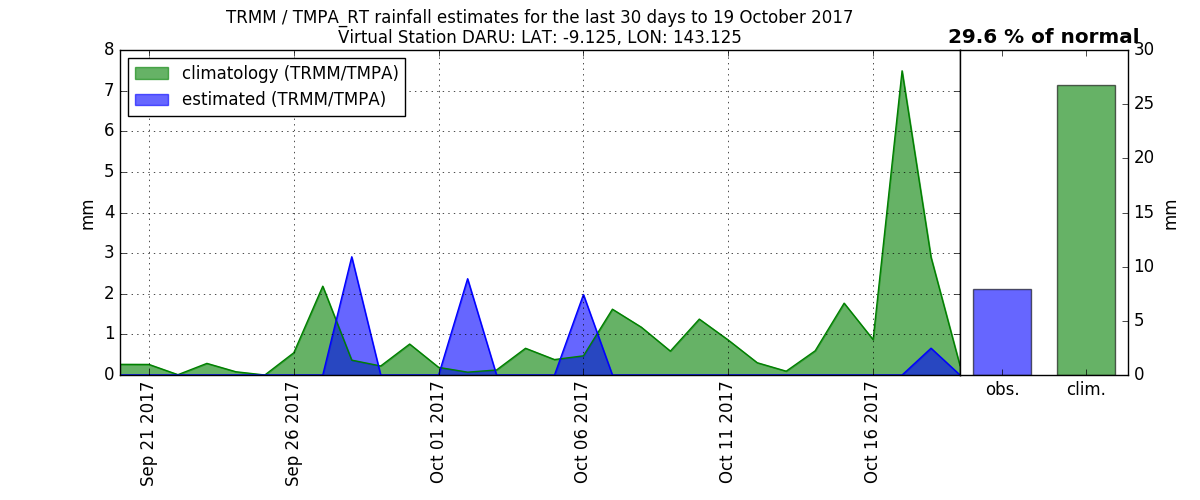 TRMM / TMPA_RT rainfall estimates for the last 30 days to 19 October 2017
Virtual Station DARU: LAT: -9.125, LON: 143.125
29.6 % of normal
climatology (TRMM/TMPA)
estimated (TRMM/TMPA)
8
7
6
5
4
3
2
1
0
mm
Sep 21 2017
Sep 26 2017
Oct 01 2017
Oct 06 2017
Oct 11 2017
Oct 16 2017
obs.
clim.
30
25
20
15
10
5
0
mm